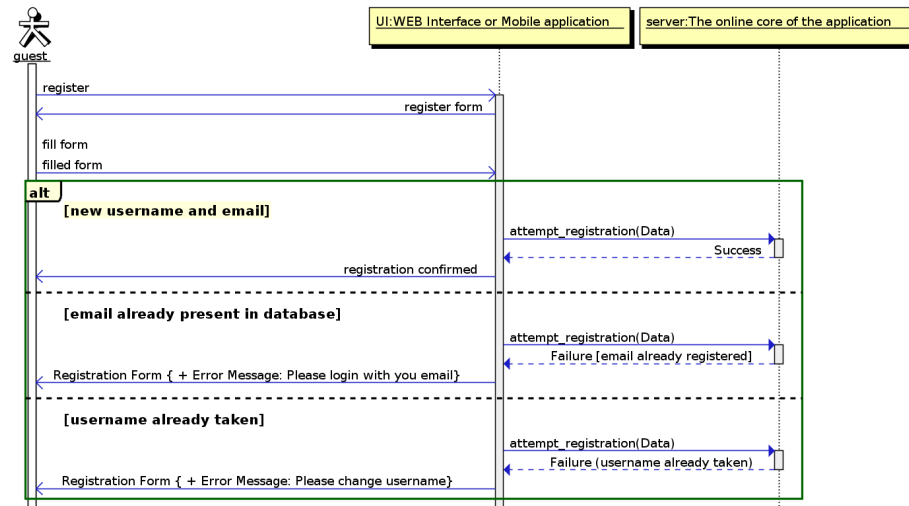 guest
UI:WEB Interface or Mobile application
server:The online core of the application
register
register form
fill form
filled form
alt
[new username and email]
attempt_registration(Data)
Success
registration confirmed
[email already present in database]
attempt_registration(Data)
Failure [email already registered]
Registration Form { + Error Message: Please login with you email}
[username already taken]
attempt_registration(Data)
Failure (username already taken)
Registration Form { + Error Message: Please change username}